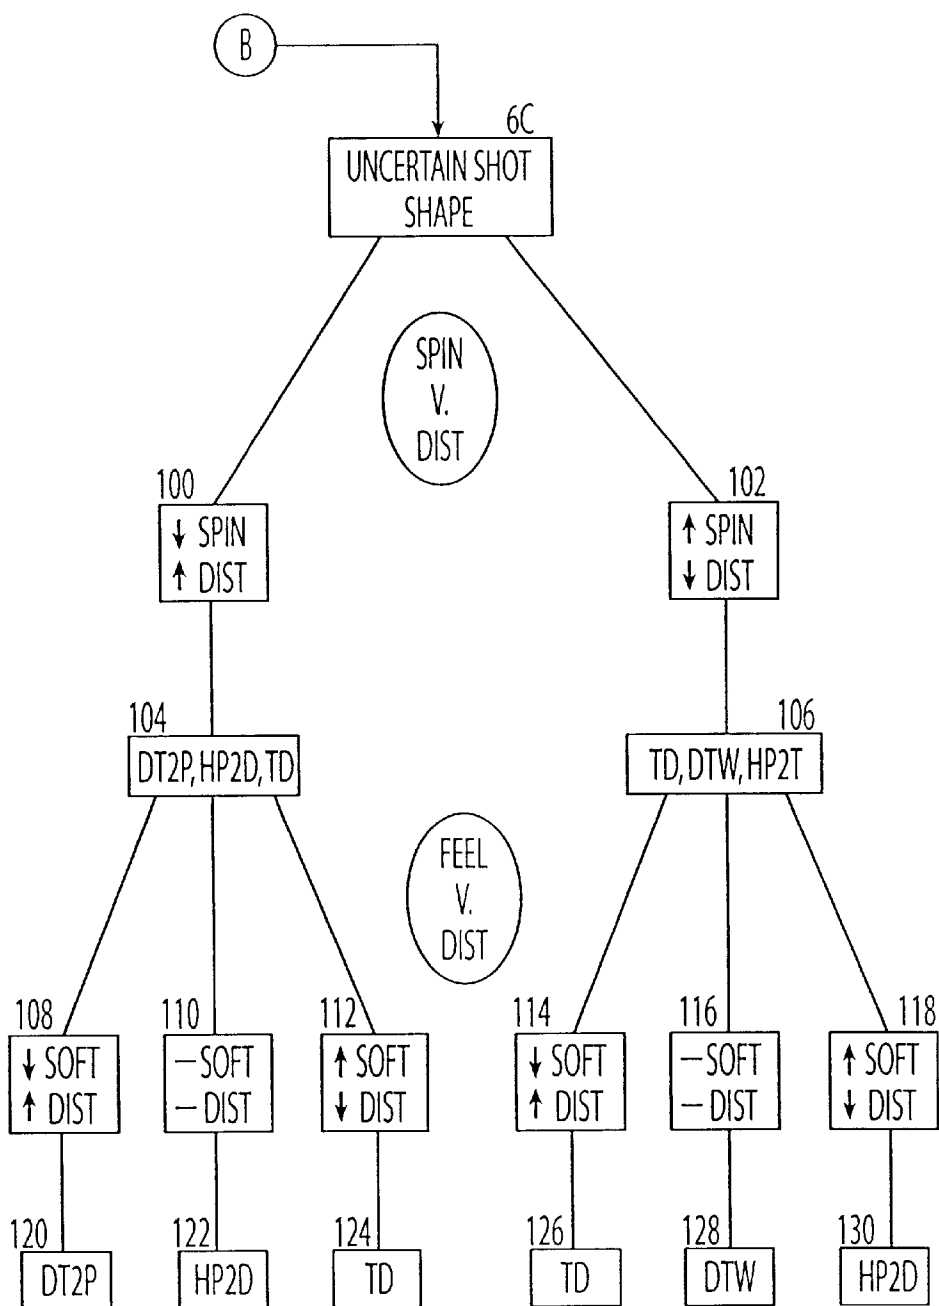 B
6C
UNCERTAIN SHOT
SHAPE
SPIN
V.
DIST
100
↓ SPIN
↑ DIST
102
↑ SPIN
↓ DIST
104
DT2P, HP2D, TD
106
TD, DTW, HP2T
FEEL
V.
DIST
108
↓ SOFT
↑ DIST
110
– SOFT
– DIST
112
↑ SOFT
↓ DIST
114
↓ SOFT
↑ DIST
116
– SOFT
– DIST
118
↑ SOFT
↓ DIST
120
DT2P
122
HP2D
124
TD
126
TD
128
DTW
130
HP2D